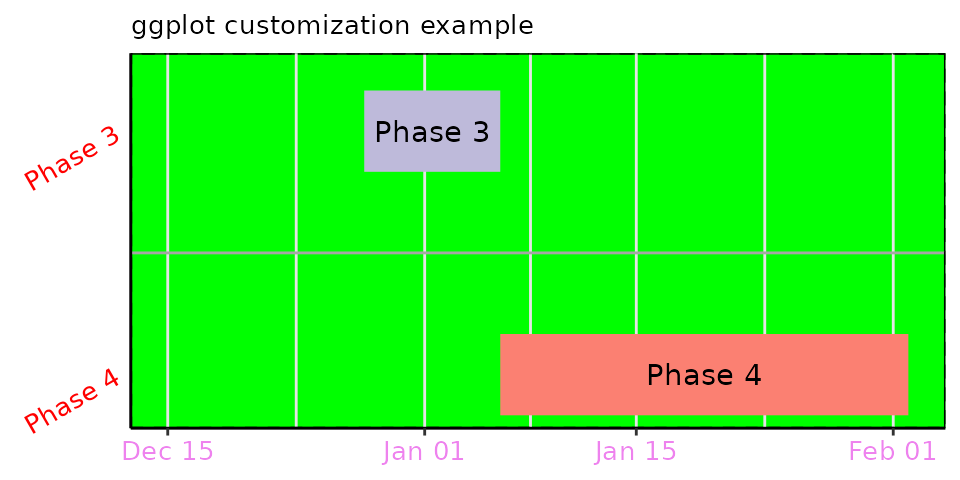 ggplot customization example
Phase 3
Phase 3
Phase 4
Phase 4
Dec 15
Jan 01
Jan 15
Feb 01